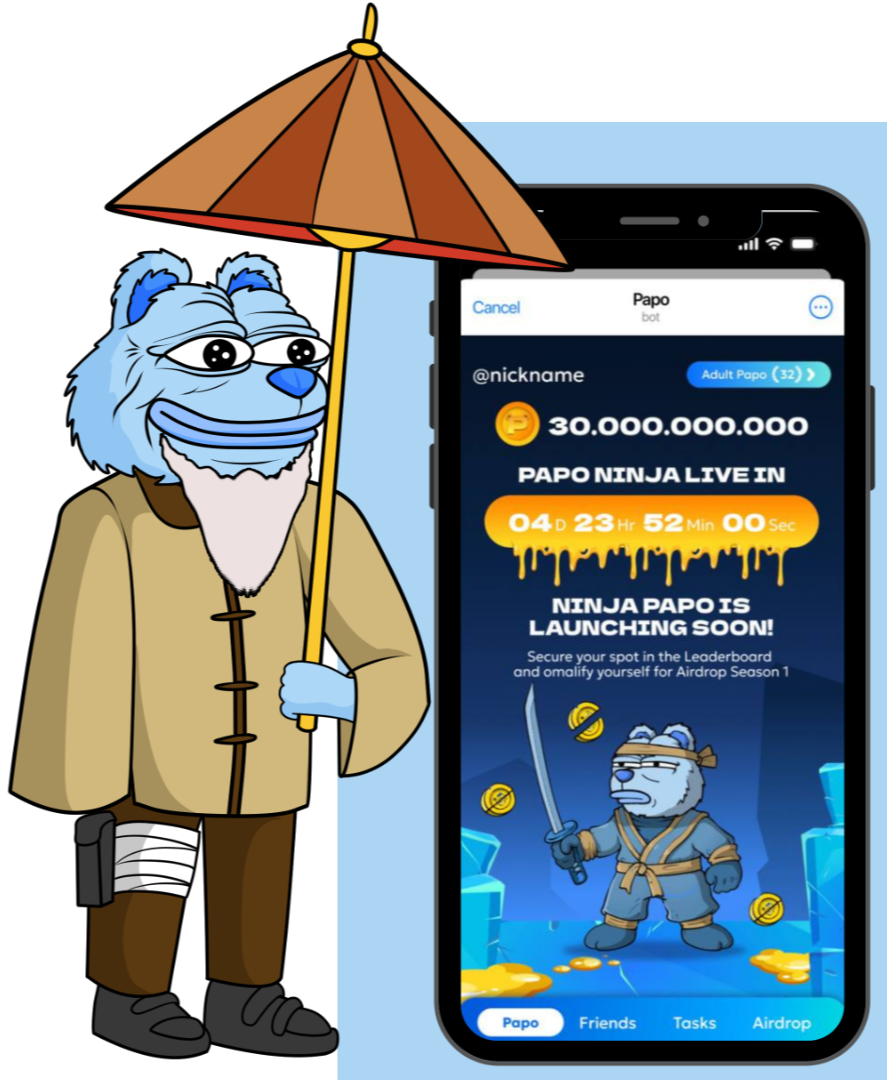 Cancel
Papo
bot
@nickname
Adult Papo (32) ❯
30.000.000.000
PAPO NINJA LIVE IN
04 D 23 Hr 52 Min 00 Sec
NINJA PAPO IS
LAUNCHING SOON!
Secure your spot in the Leaderboard
and omalify yourself for Airdrop Season 1
Papo
Friends
Tasks
Airdrop